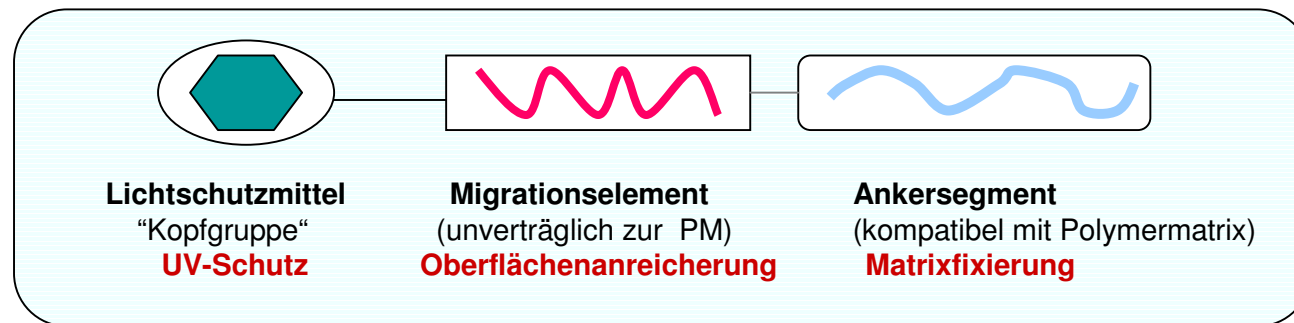 Lichtschutzmittel Migrationselement Ankersegment
“Kopfgruppe“ (unverträglich zur PM) (kompatibel mit Polymermatrix)
UV-Schutz Oberflächenanreicherung Matrixfixierung